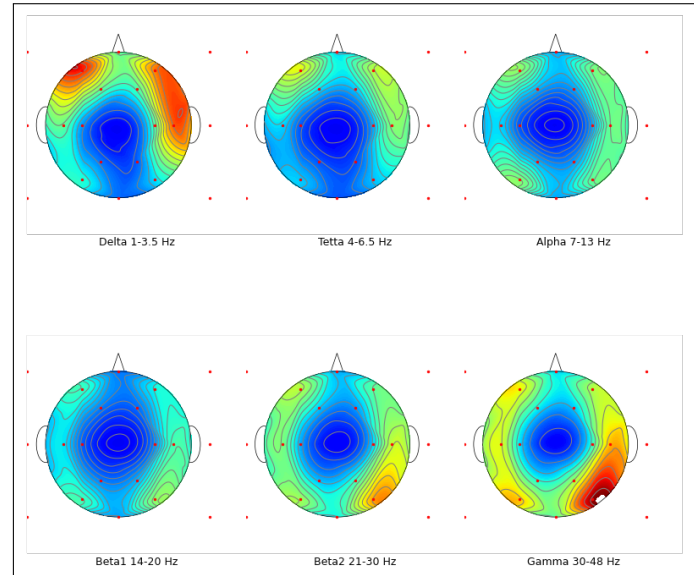 Delta 1-3.5 Hz
Tetta 4-6.5 Hz
Alpha 7-13 Hz
Beta1 14-20 Hz
Beta2 21-30 Hz
Gamma 30-48 Hz